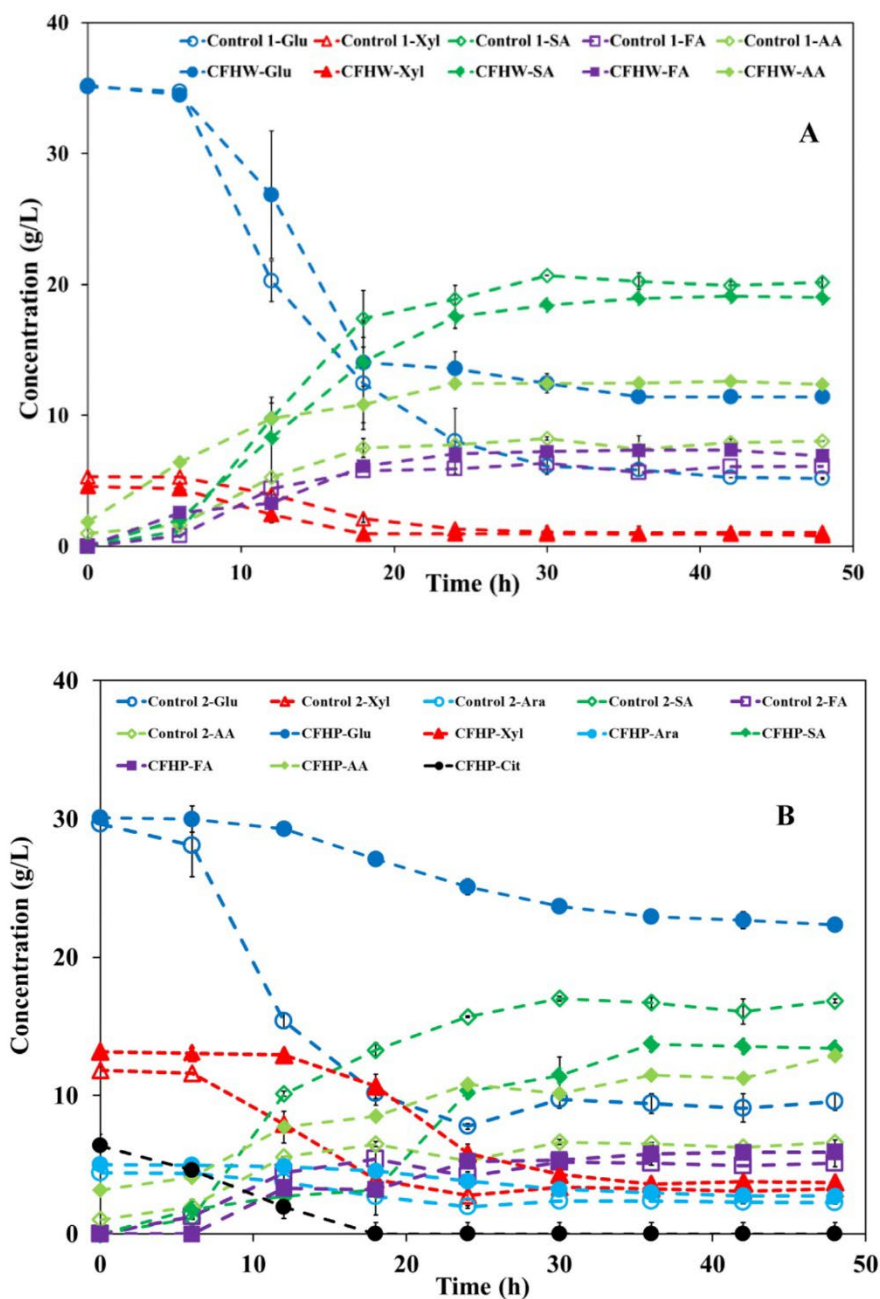 40
Control 1-Glu Control 1-Xyl Control 1-SA Control 1-FA Control 1-AA
CFHW-Glu CFHW-Xyl CFHW-SA CFHW-FA CFHW-AA
A
30
20
10
0
Concentration (g/L)
0 10 20 30 40 50
Time (h)
40
Control 2-Glu Control 2-Xyl Control 2-Ara Control 2-SA Control 2-FA
Control 2-AA CFHP-Glu CFHP-Xyl CFHP-Ara CFHP-SA
CFHP-FA CFHP-AA CFHP-Cit
B
30
20
10
0
Concentration (g/L)
0 10 20 30 40 50
Time (h)